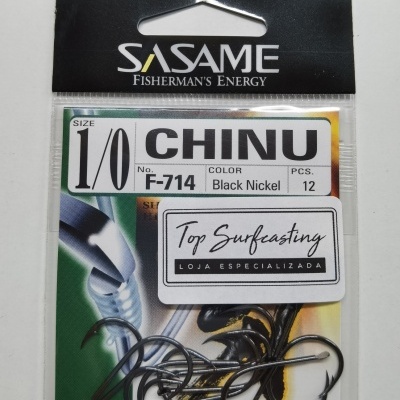 SASAME
FISHERMAN'S ENERGY
SIZE
1/0
CHINU
No. F-714
COLOR Black Nickel
PCS. 12
Top Surfcasting
LOJA ESPECIALIZADA